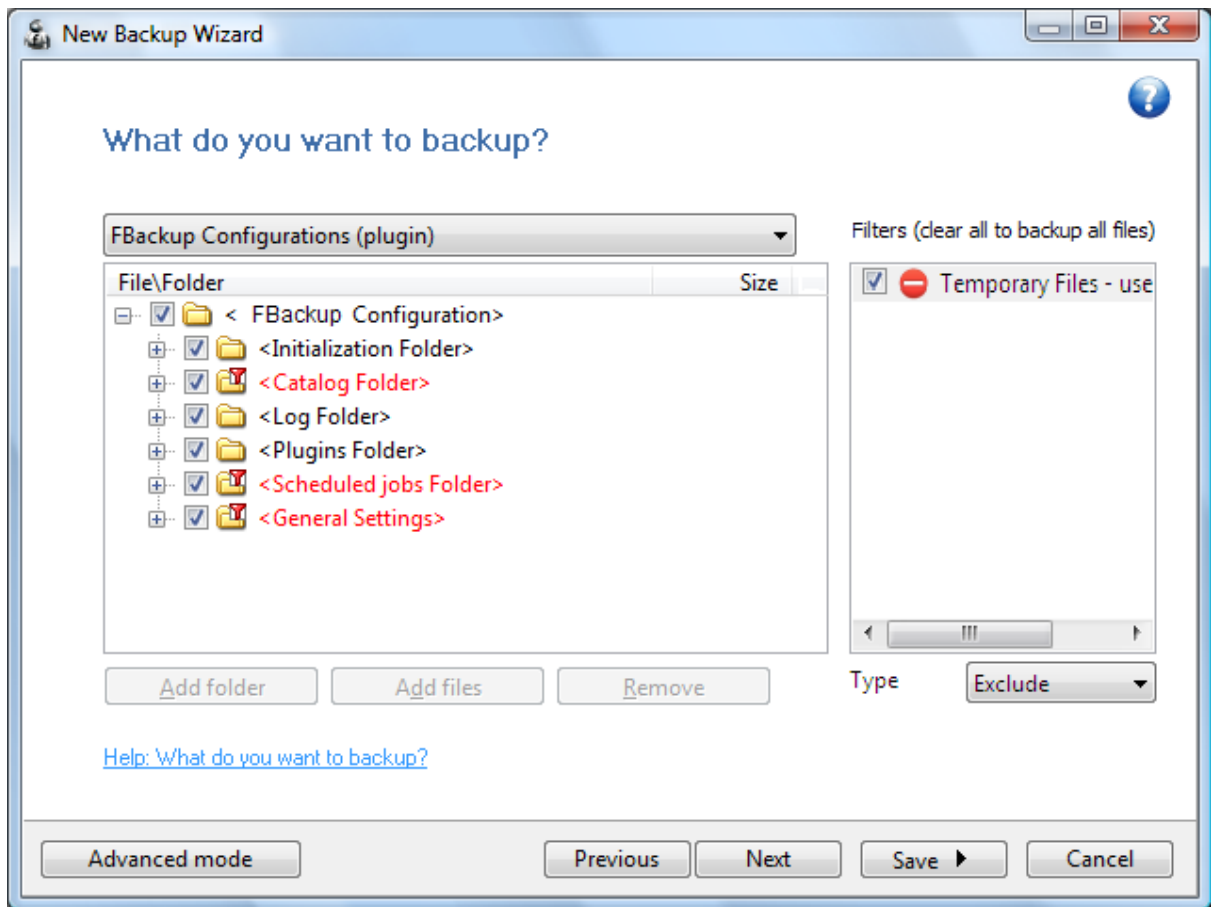 New Backup Wizard
What do you want to backup?
FBackup Configurations (plugin)
Filters (clear all to backup all files)
File\Folder Size
< FBackup Configuration>
<Initialization Folder>
<Catalog Folder>
<Log Folder>
<Plugins Folder>
<Scheduled jobs Folder>
<General Settings>
Temporary Files - use
Add folder Add files Remove
Type Exclude
Help: What do you want to backup?
Advanced mode Previous Next Save Cancel